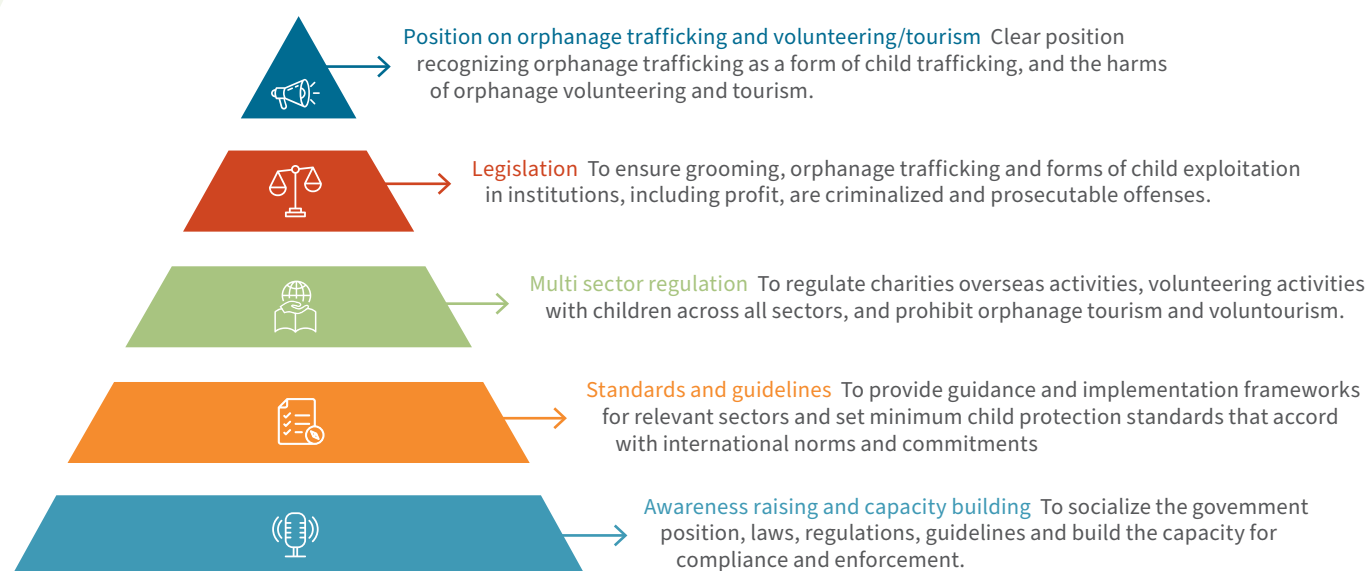 Position on orphanage trafficking and volunteering/tourism Clear position
recognizing orphanage trafficking as a form of child trafficking, and the harms
of orphanage volunteering and tourism.
Legislation To ensure grooming, orphanage trafficking and forms of child exploitation
in institutions, including profit, are criminalized and prosecutable offenses.
Multi sector regulation To regulate charities overseas activities, volunteering activities
with children across all sectors, and prohibit orphanage tourism and voluntourism.
Standards and guidelines To provide guidance and implementation frameworks
for relevant sectors and set minimum child protection standards that accord
with international norms and commitments
Awareness raising and capacity building To socialize the government
position, laws, regulations, guidelines and build the capacity for
compliance and enforcement.